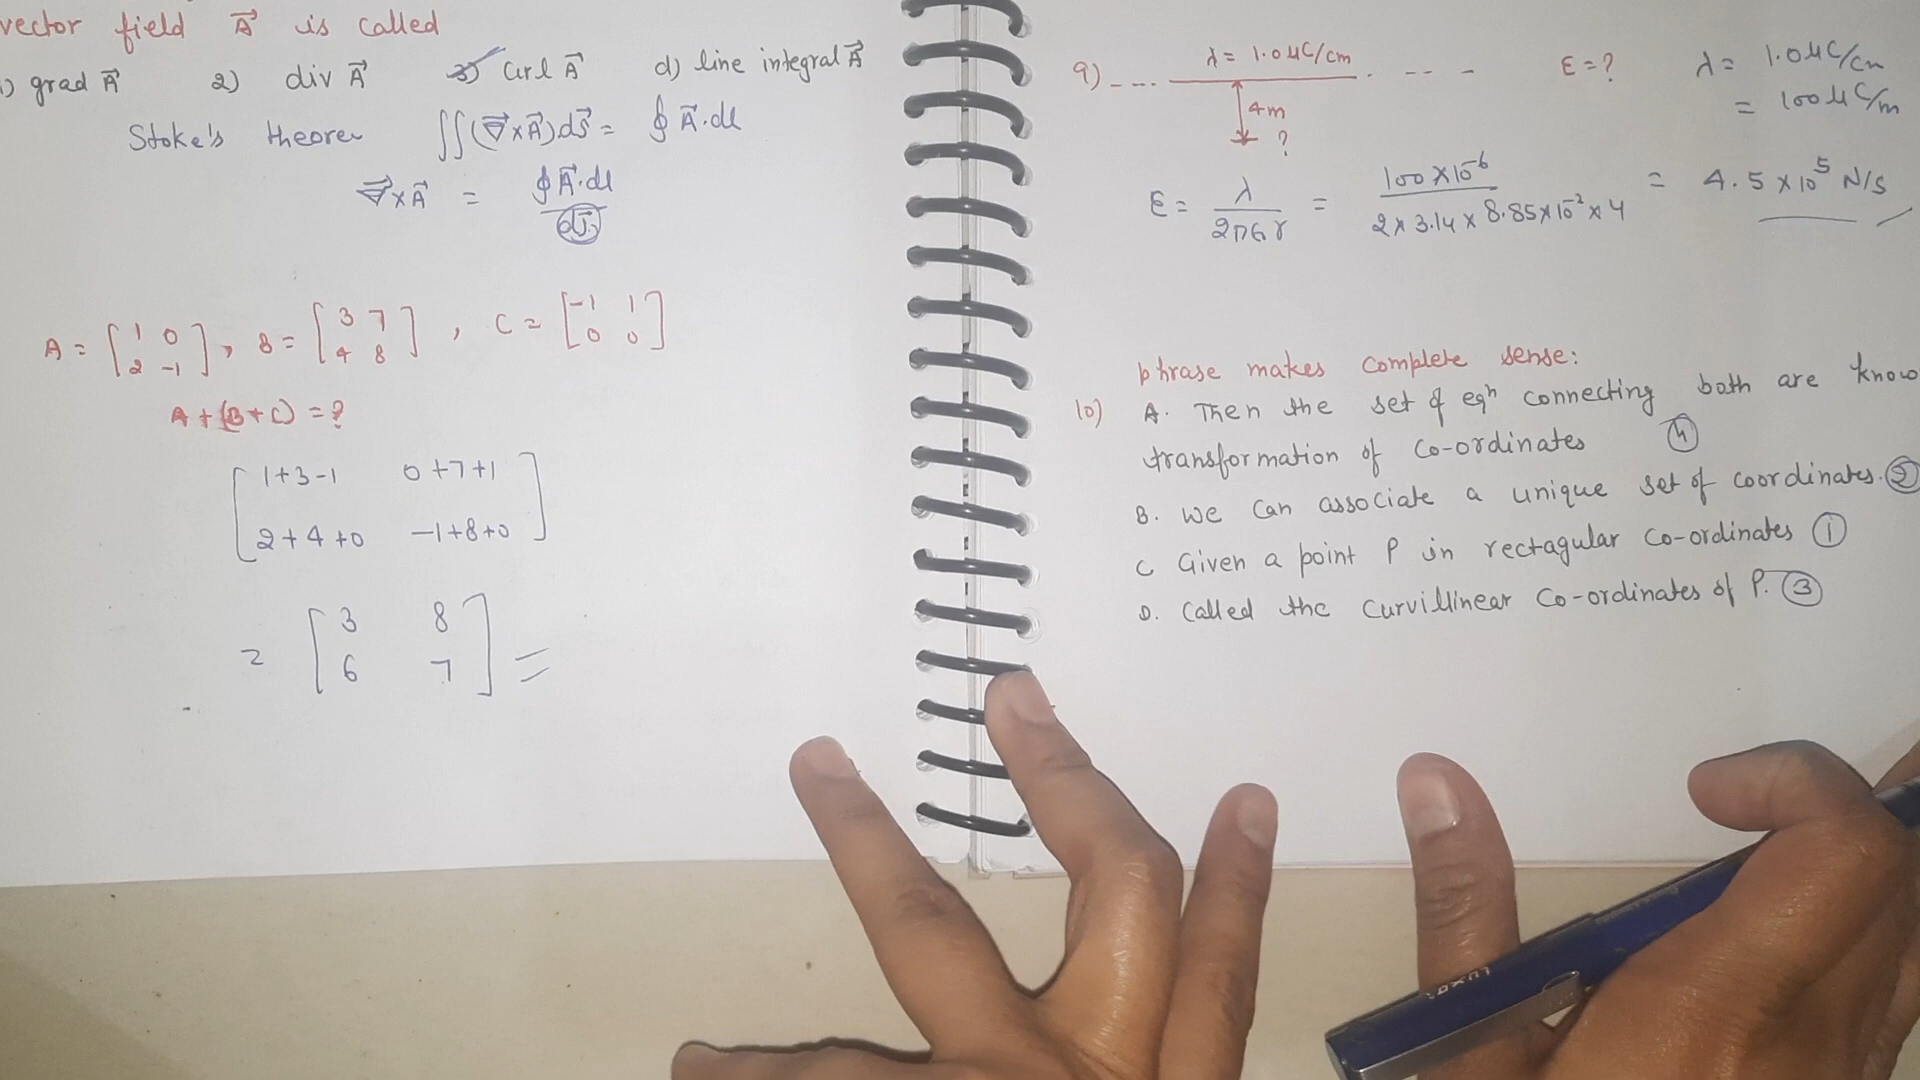 vector field A⃗ is called
1) grad A⃗ 2) div A⃗ 3) Curl A⃗ d) line integral A⃗
Stoke's theorem ∬(∇⃗×A⃗)dS⃗ = ∮ A⃗.dl
∇⃗×A⃗ = ∮A⃗.dl
A = [1 0
2 -1], B = [3 7
4 8], C = [-1 1
0 0]
A + (B + C) = ?
[1+3-1 0+7+1
2+4+0 -1+8+0]
= [3 8
6 7] =
9) ---- λ = 1.0 μC/cm . - - - E = ? λ = 1.0 μC/cm
= 100 μC/m
4m
?
E = λ / 2π∈₀r = 100×10⁻⁶ / 2×3.14×8.85×10⁻²×4 = 4.5×10⁵ N/S
phrase makes complete sense:
10) A. Then the set of eqⁿ connecting both are know
transformation of co-ordinates ④
B. We can associate a unique set of coordinates. ②
C Given a point P in rectagular co-ordinates ①
D. Called the curvillinear co-ordinates of P. ③
LUXOR